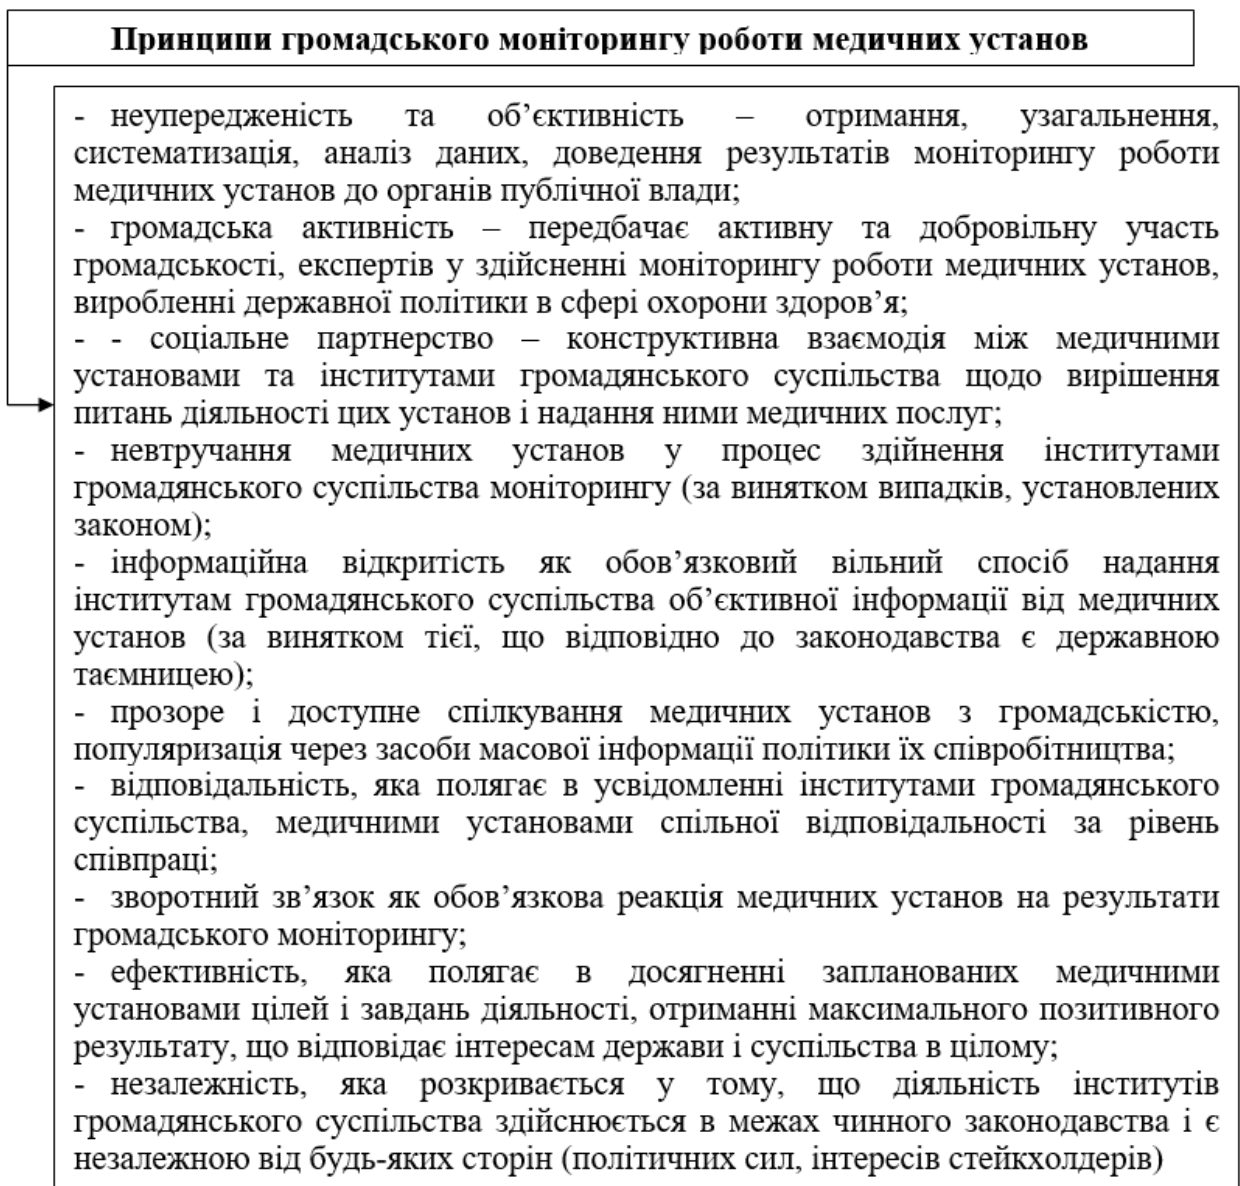 Принципи громадського моніторингу роботи медичних установ
- неупередженість та об’єктивність – отримання, узагальнення,
систематизація, аналіз даних, доведення результатів моніторингу роботи
медичних установ до органів публічної влади;
- громадська активність – передбачає активну та добровільну участь
громадськості, експертів у здійсненні моніторингу роботи медичних установ,
виробленні державної політики в сфері охорони здоров’я;
- - соціальне партнерство – конструктивна взаємодія між медичними
установами та інститутами громадянського суспільства щодо вирішення
питань діяльності цих установ і надання ними медичних послуг;
- невтручання медичних установ у процес здійнення інститутами
громадянського суспільства моніторингу (за винятком випадків, установлених
законом);
- інформаційна відкритість як обов’язковий вільний спосіб надання
інститутам громадянського суспільства об’єктивної інформації від медичних
установ (за винятком тієї, що відповідно до законодавства є державною
таємницею);
- прозоре і доступне спілкування медичних установ з громадськістю,
популяризація через засоби масової інформації політики їх співробітництва;
- відповідальність, яка полягає в усвідомленні інститутами громадянського
суспільства, медичними установами спільної відповідальності за рівень
співпраці;
- зворотний зв’язок як обов’язкова реакція медичних установ на результати
громадського моніторингу;
- ефективність, яка полягає в досягненні запланованих медичними
установами цілей і завдань діяльності, отриманні максимального позитивного
результату, що відповідає інтересам держави і суспільства в цілому;
- незалежність, яка розкривається у тому, що діяльність інститутів
громадянського суспільства здійснюється в межах чинного законодавства і є
незалежною від будь-яких сторін (політичних сил, інтересів стейкхолдерів)